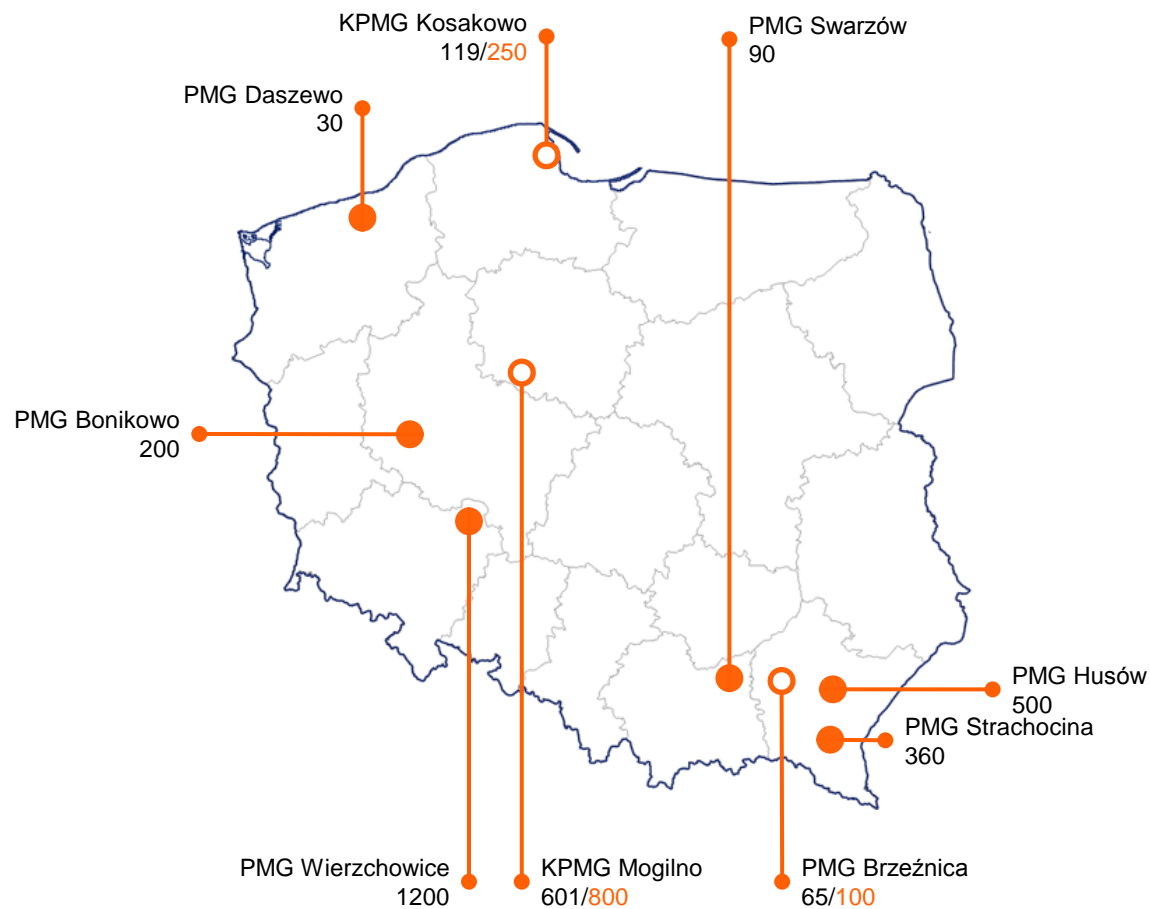 KPMG Kosakowo
119/250
PMG Swarzów
90
PMG Daszewo
30
PMG Bonikowo
200
PMG Husów
500
PMG Strachocina
360
PMG Wierzchowice
1200
KPMG Mogilno
601/800
PMG Brzeźnica
65/100